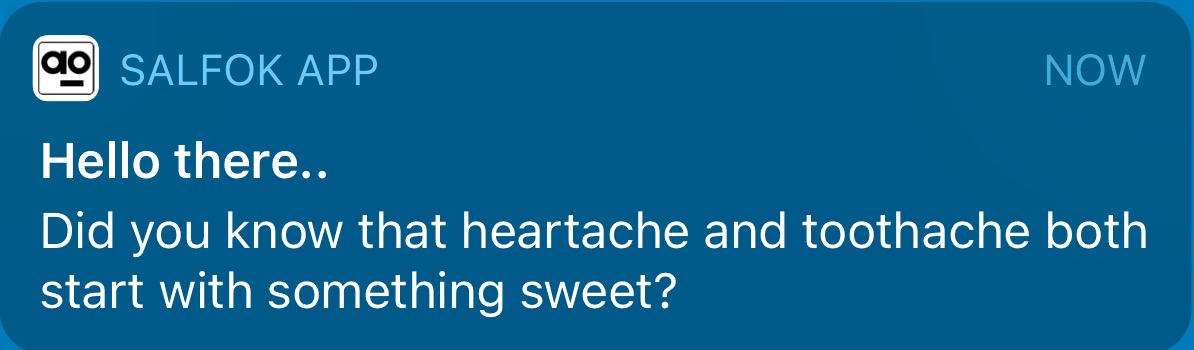 ao
SALFOK APP
NOW
Hello there..
Did you know that heartache and toothache both
start with something sweet?